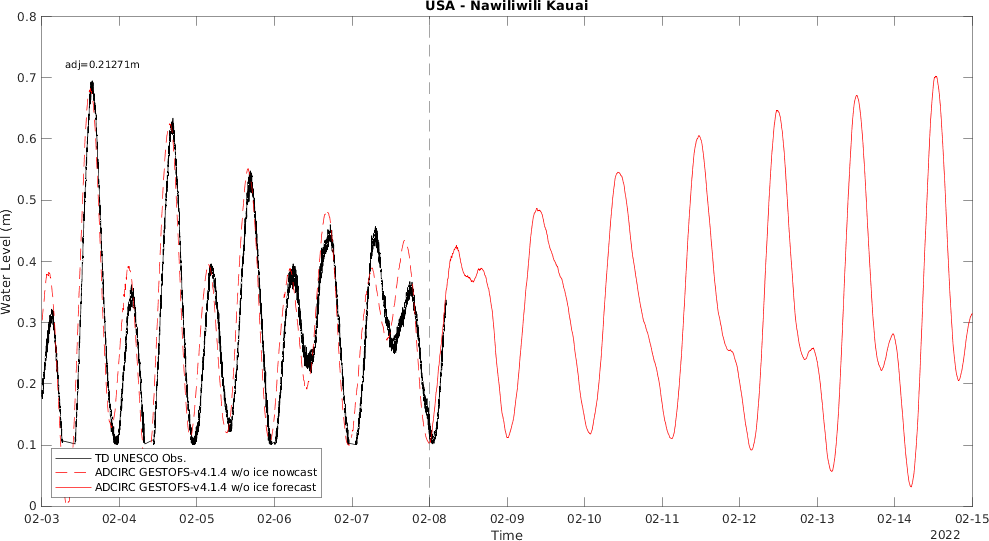 USA - Nawiliwili Kauai
adj=0.21271m
0.8
0.7
0.6
0.5
0.4
0.3
0.2
0.1
0
Water Level (m)
TD UNESCO Obs.
ADCIRC GESTOFS-v4.1.4 w/o ice nowcast
ADCIRC GESTOFS-v4.1.4 w/o ice forecast
02-03 02-04 02-05 02-06 02-07 02-08 02-09 02-10 02-11 02-12 02-13 02-14 02-15
Time
2022